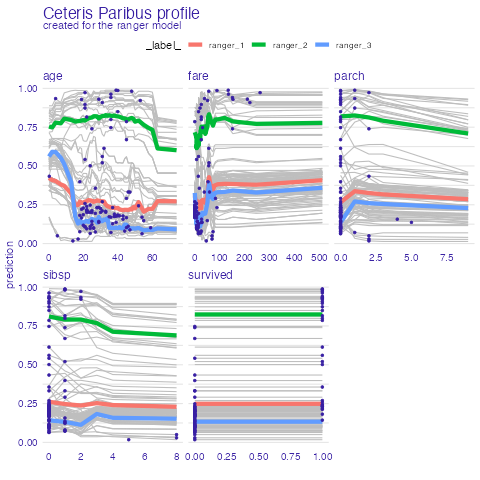 Ceteris Paribus profile
created for the ranger model
_label_ ranger_1 ranger_2 ranger_3
age fare parch
1.00
0.75
0.50
0.25
0.00
0 20 40 60 0 100 200 300 400 500 0.0 2.5 5.0 7.5
prediction
sibsp survived
1.00
0.75
0.50
0.25
0.00
0 2 4 6 8 0.00 0.25 0.50 0.75 1.00